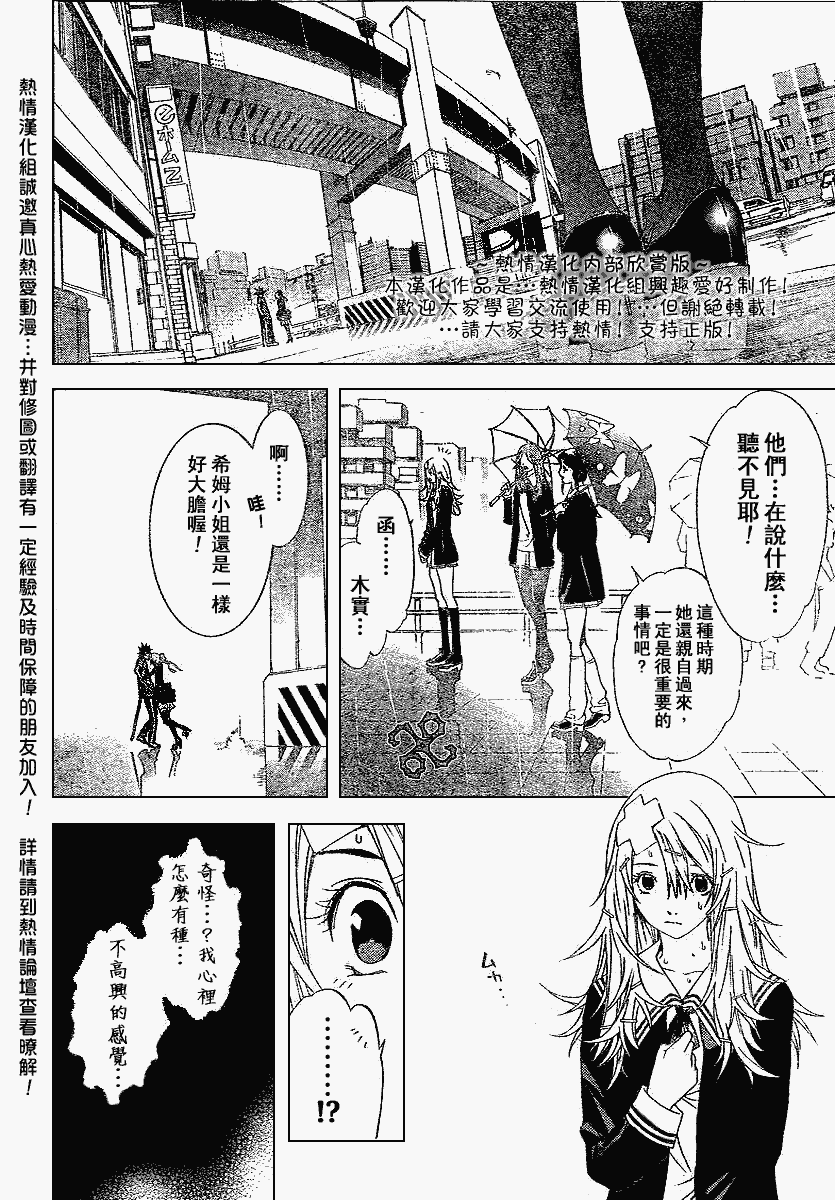 ホームZ
~熱情漢化内部欣賞版~
本漢化作品是…熱情漢化組興趣愛好制作!
歡迎大家學習交流使用!…但謝絕轉載!
…請大家支持熱情!支持正版!
他們…在說什麼…
聽不見耶!
這種時期
她還親自過來,
一定是很重要的
事情吧?
函……
木實…
啊……
哇!
希姆小姐還是一樣
好大膽喔!
ムカ…
………
!?
奇怪…?我心裡
怎麼有種…
不高興的感覺…
熱情漢化組誠邀真心熱愛動漫…并對修圖或翻譯有一定經驗及時間保障的朋友加入! 詳情請到熱情論壇查看暸解!